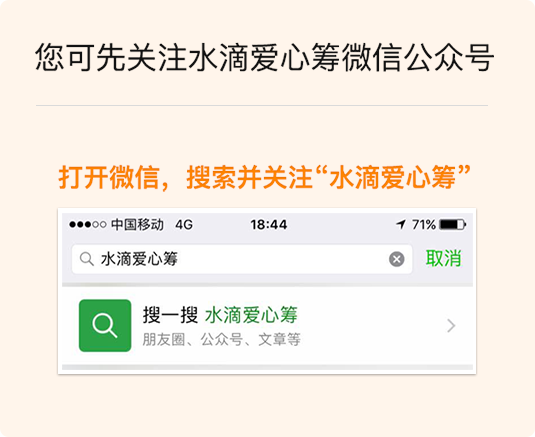 您可先关注水滴爱心筹微信公众号
打开微信，搜索并关注“水滴爱心筹”
中国移动 4G 18:44 71%
水滴爱心筹 取消
搜一搜 水滴爱心筹
朋友圈、公众号、文章等